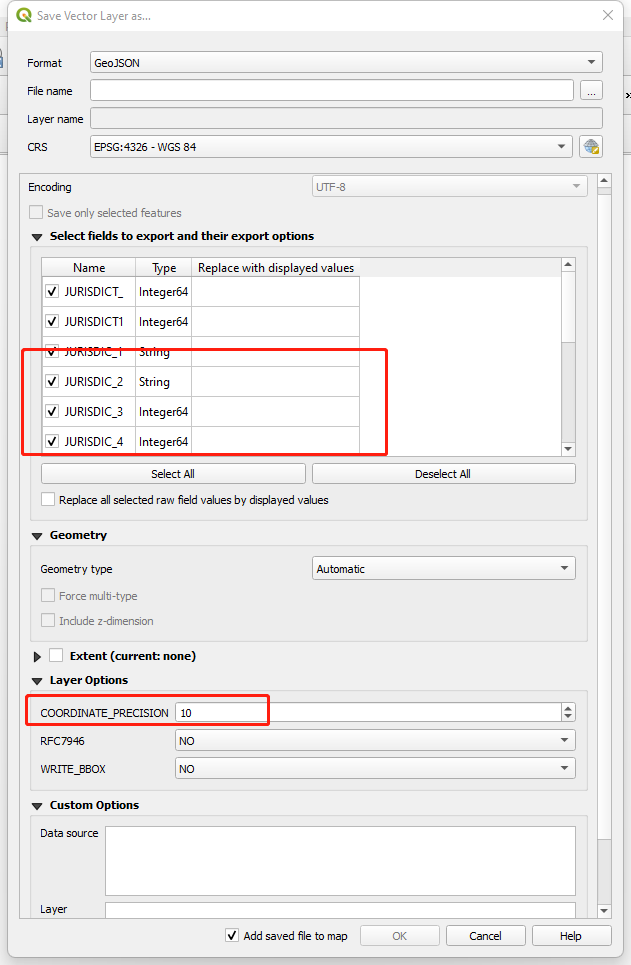 Save Vector Layer as...
Format GeoJSON
File name ...
Layer name
CRS EPSG:4326 - WGS 84
Encoding UTF-8
Save only selected features
Select fields to export and their export options
Name Type Replace with displayed values
JURISDICT_ Integer64
JURISDICT1 Integer64
JURISDIC_1 String
JURISDIC_2 String
JURISDIC_3 Integer64
JURISDIC_4 Integer64
Select All Deselect All
Replace all selected raw field values by displayed values
Geometry
Geometry type Automatic
Force multi-type
Include z-dimension
Extent (current: none)
Layer Options
COORDINATE_PRECISION 10
RFC7946 NO
WRITE_BBOX NO
Custom Options
Data source
Layer
Add saved file to map OK Cancel Help